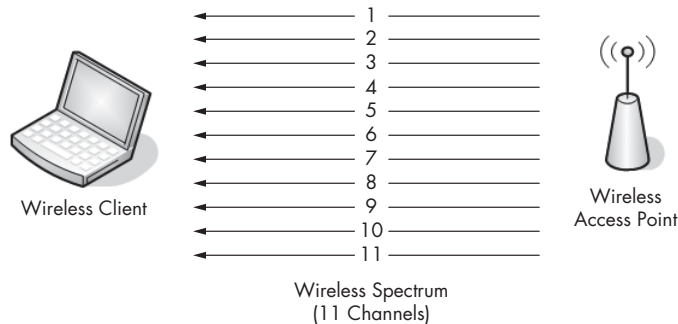 1
2
3
4
5
6
7
8
9
10
11
Wireless Client
Wireless
Access Point
Wireless Spectrum
(11 Channels)